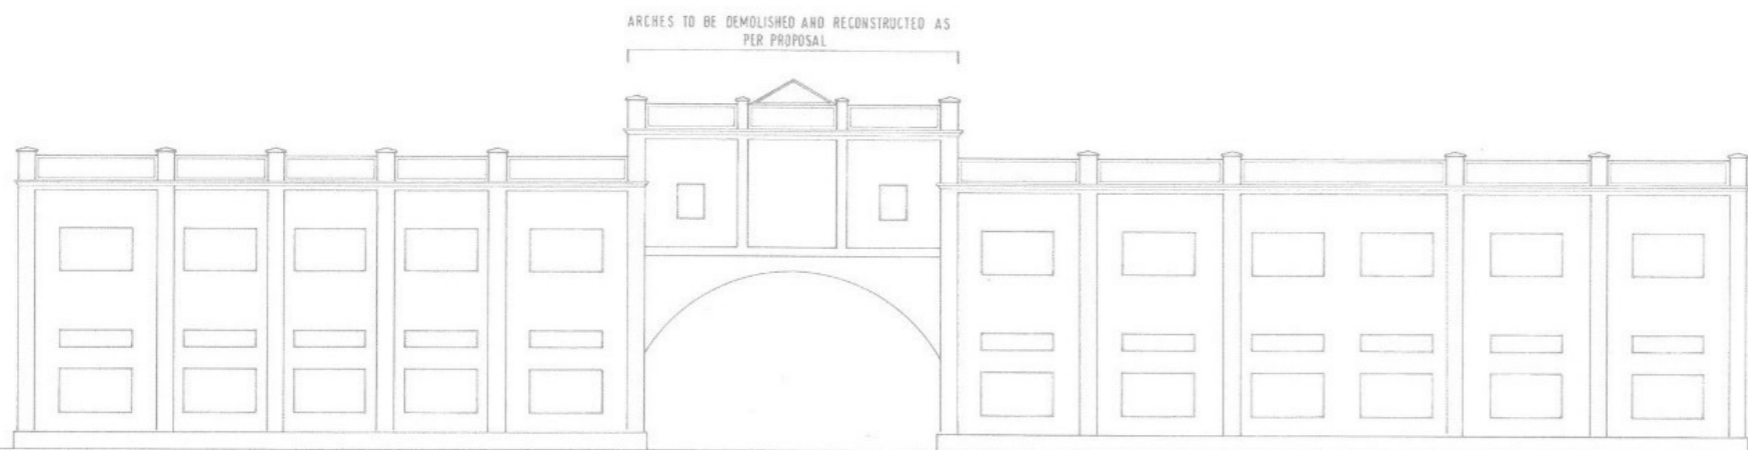 ARCHES TO BE DEMOLISHED AND RECONSTRUCTED AS
PER PROPOSAL